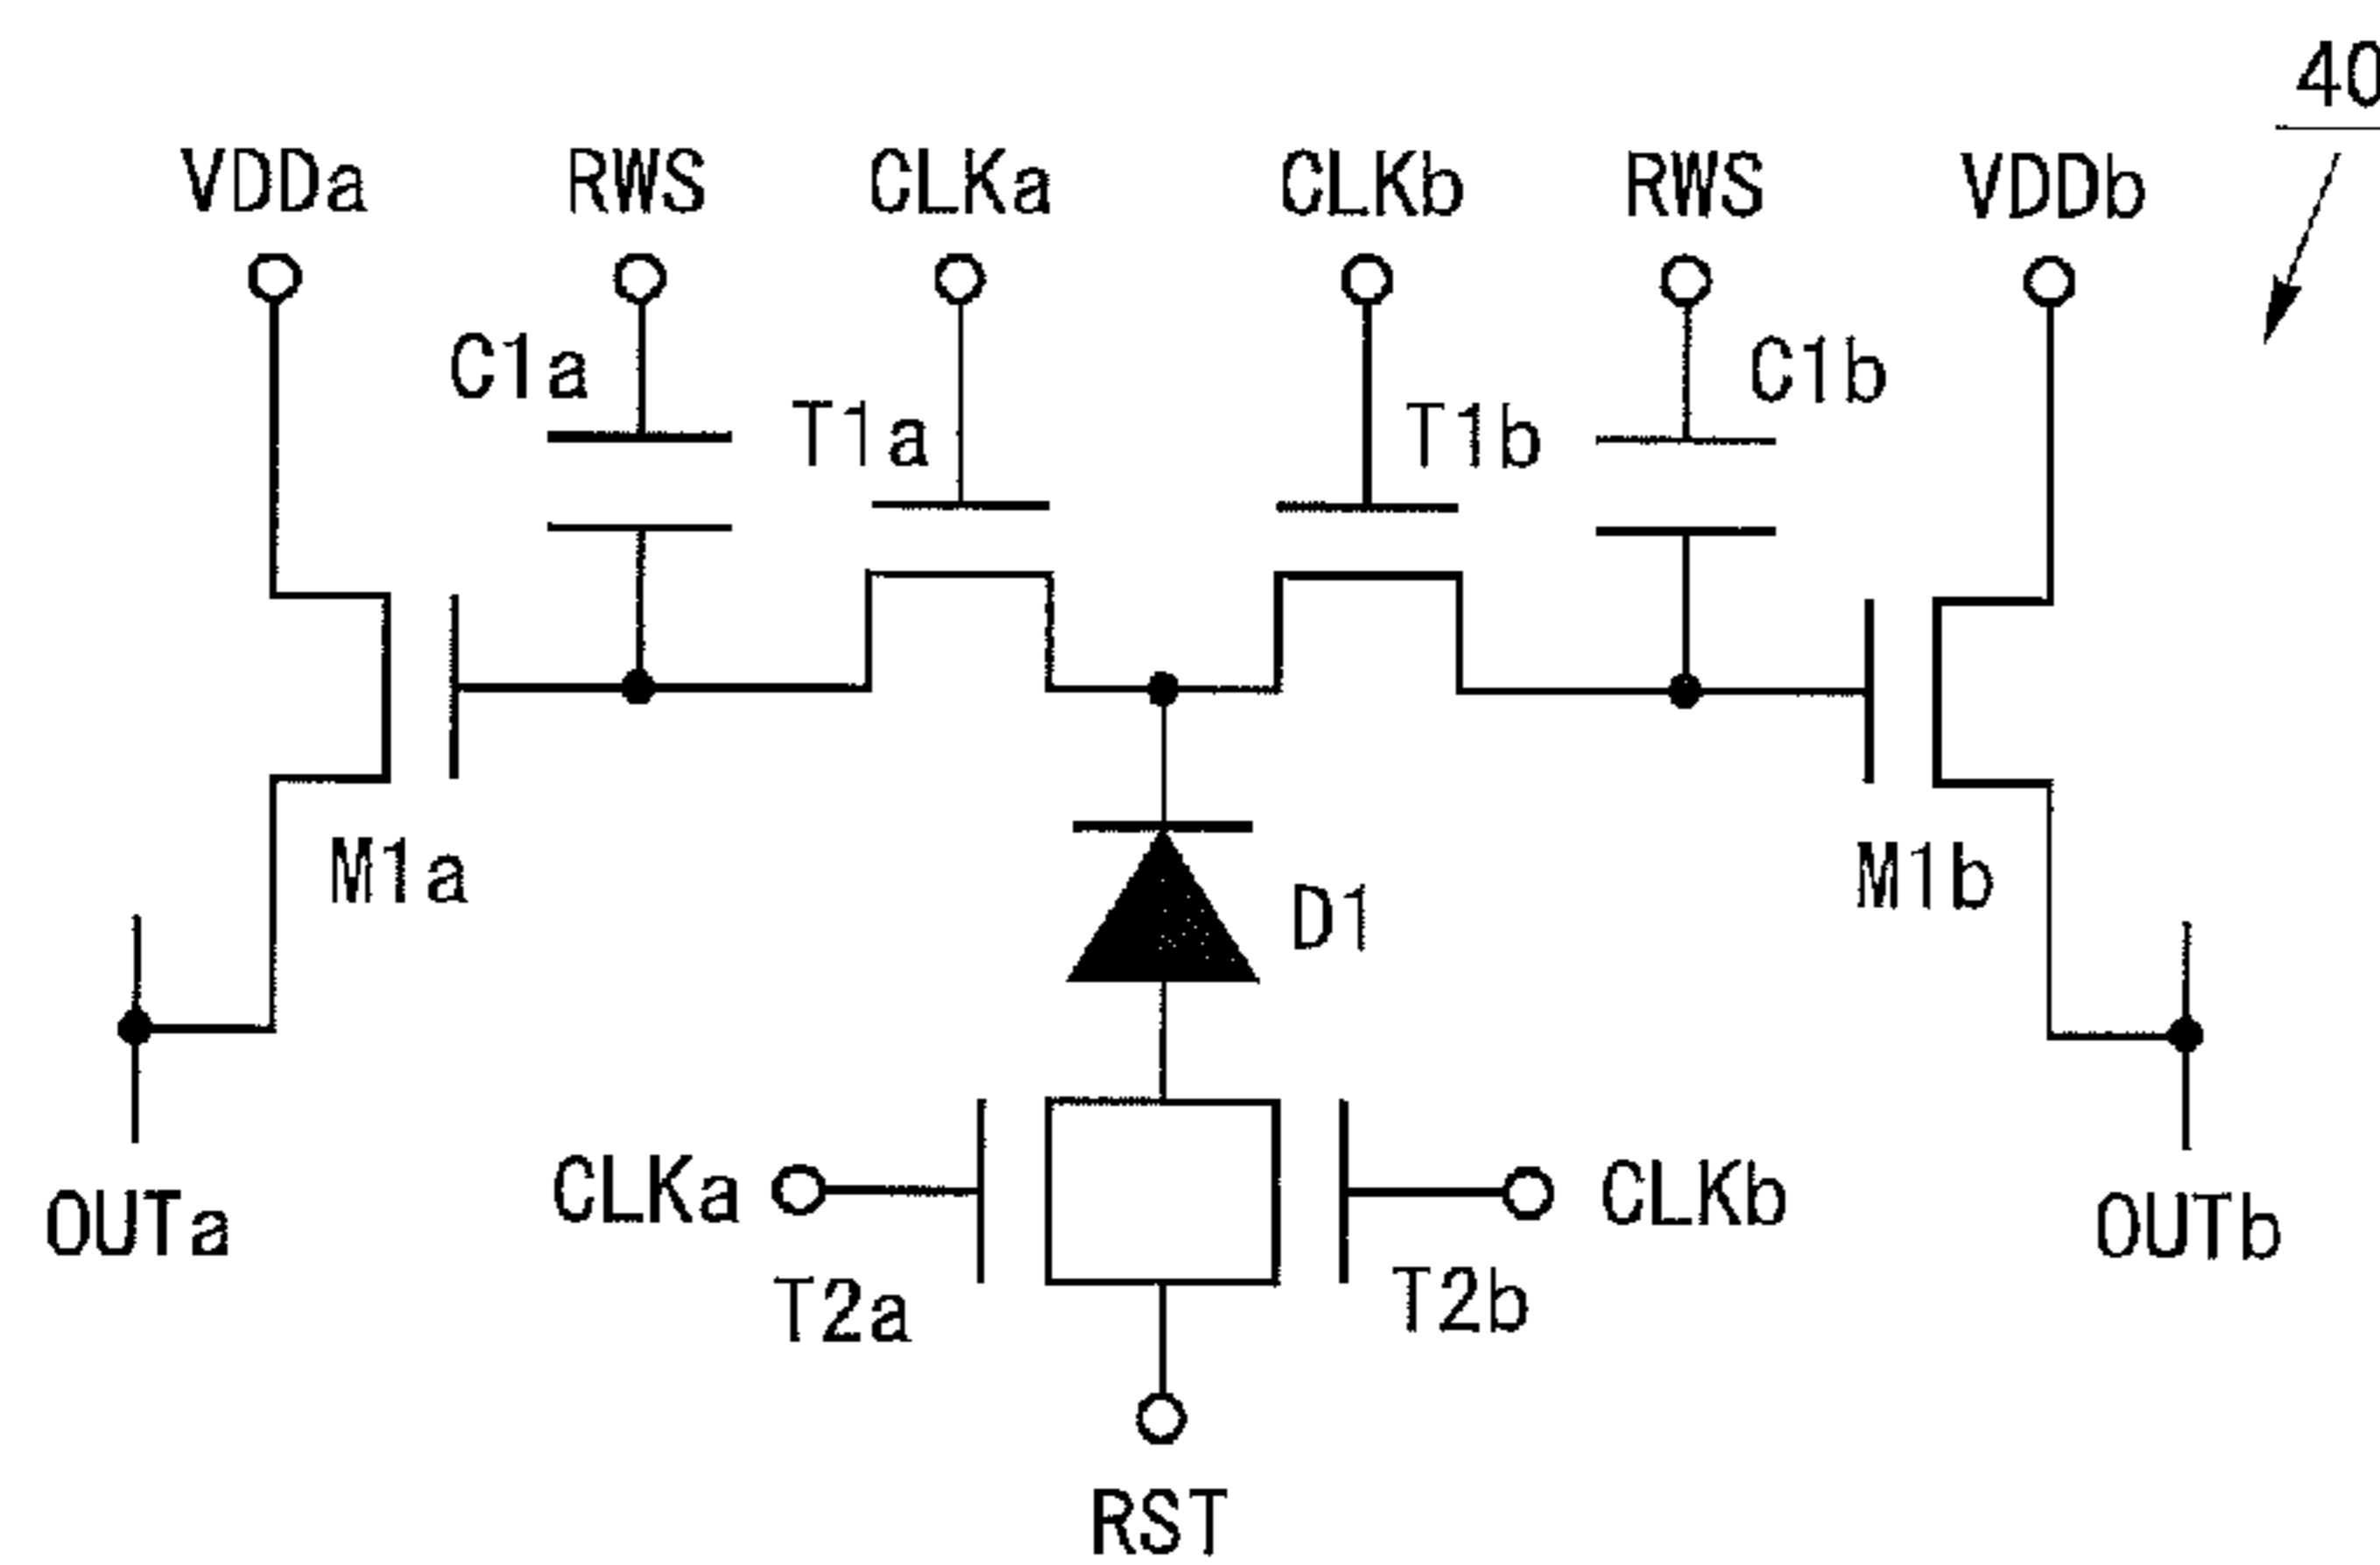 40
VDDa RWS CLKa CLKb RWS VDDb
C1a C1b
T1a T1b
M1a D1 M1b
CLKa CLKb
OUTa OUTb
T2a T2b
RST